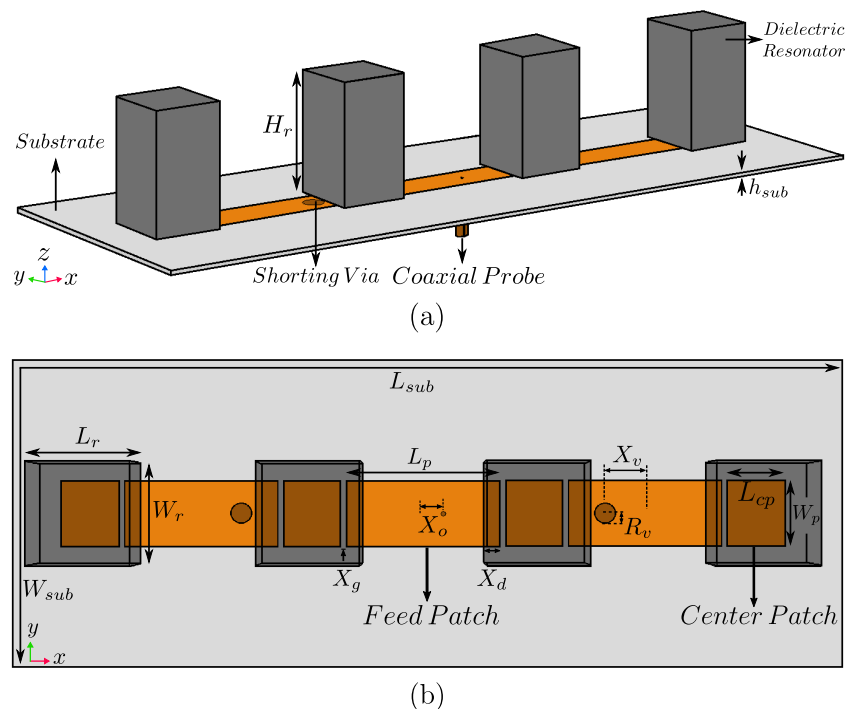 Dielectric
Resonator
H_r
Substrate
h_sub
z
y
x
Shorting Via
Coaxial Probe
(a)
L_sub
L_r
L_p
X_v
L_cp
W_r
W_p
X_o
R_v
X_g
X_d
W_sub
Feed Patch
Center Patch
y
x
(b)